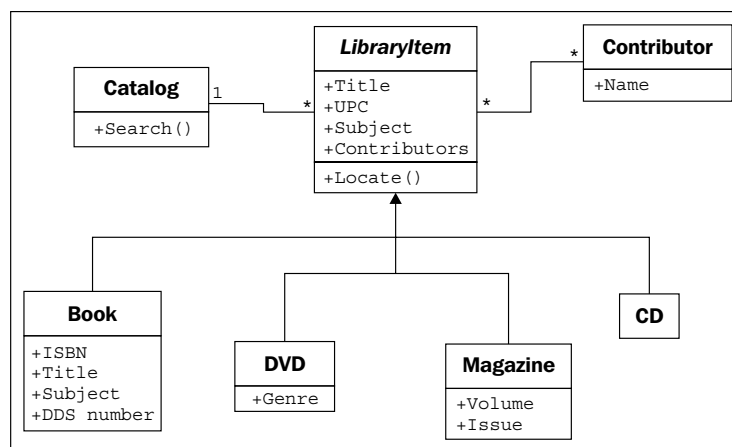 Catalog
+Search()
1
*
LibraryItem
+Title
+UPC
+Subject
+Contributors
+Locate()
*
*
Contributor
+Name
Book
+ISBN
+Title
+Subject
+DDS number
DVD
+Genre
Magazine
+Volume
+Issue
CD